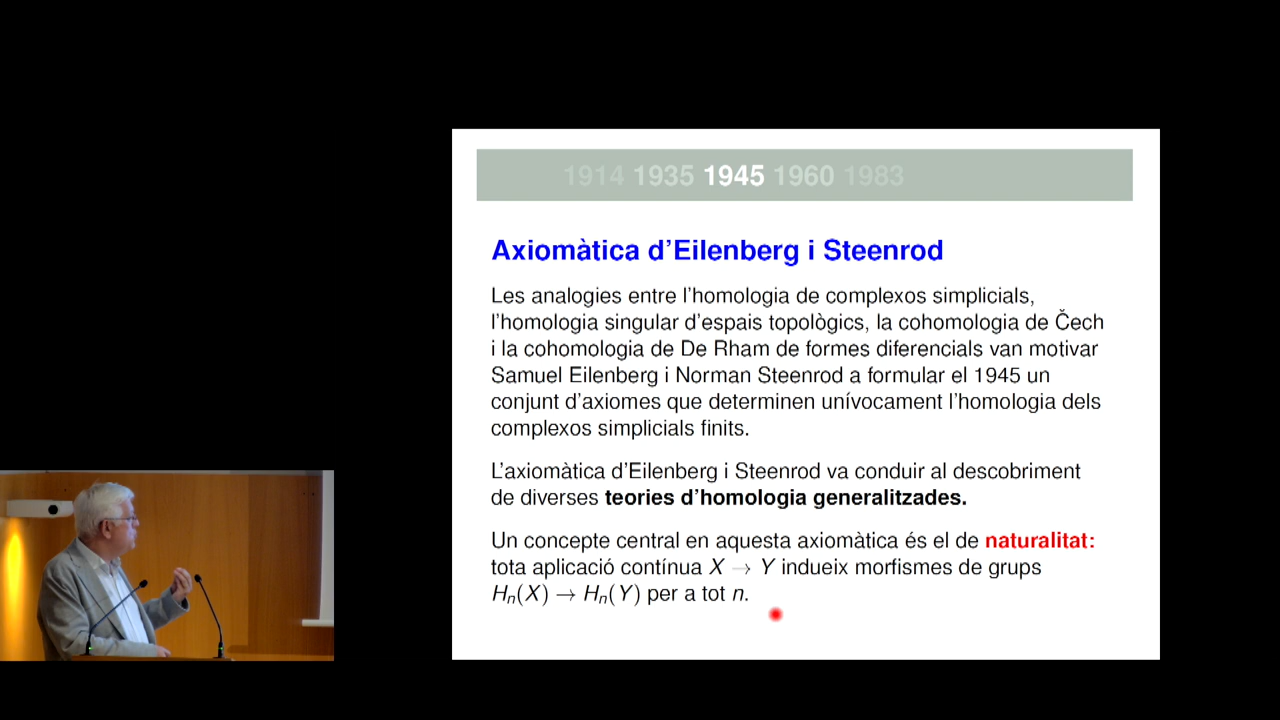 1914 1935 1945 1960 1983
Axiomàtica d'Eilenberg i Steenrod
Les analogies entre l'homologia de complexos simplicials,
l'homologia singular d'espais topològics, la cohomologia de Čech
i la cohomologia de De Rham de formes diferencials van motivar
Samuel Eilenberg i Norman Steenrod a formular el 1945 un
conjunt d'axiomes que determinen unívocament l'homologia dels
complexos simplicials finits.
L'axiomàtica d'Eilenberg i Steenrod va conduir al descobriment
de diverses teories d'homologia generalitzades.
Un concepte central en aquesta axiomàtica és el de naturalitat:
tota aplicació contínua X → Y indueix morfismes de grups
Hₙ(X) → Hₙ(Y) per a tot n.